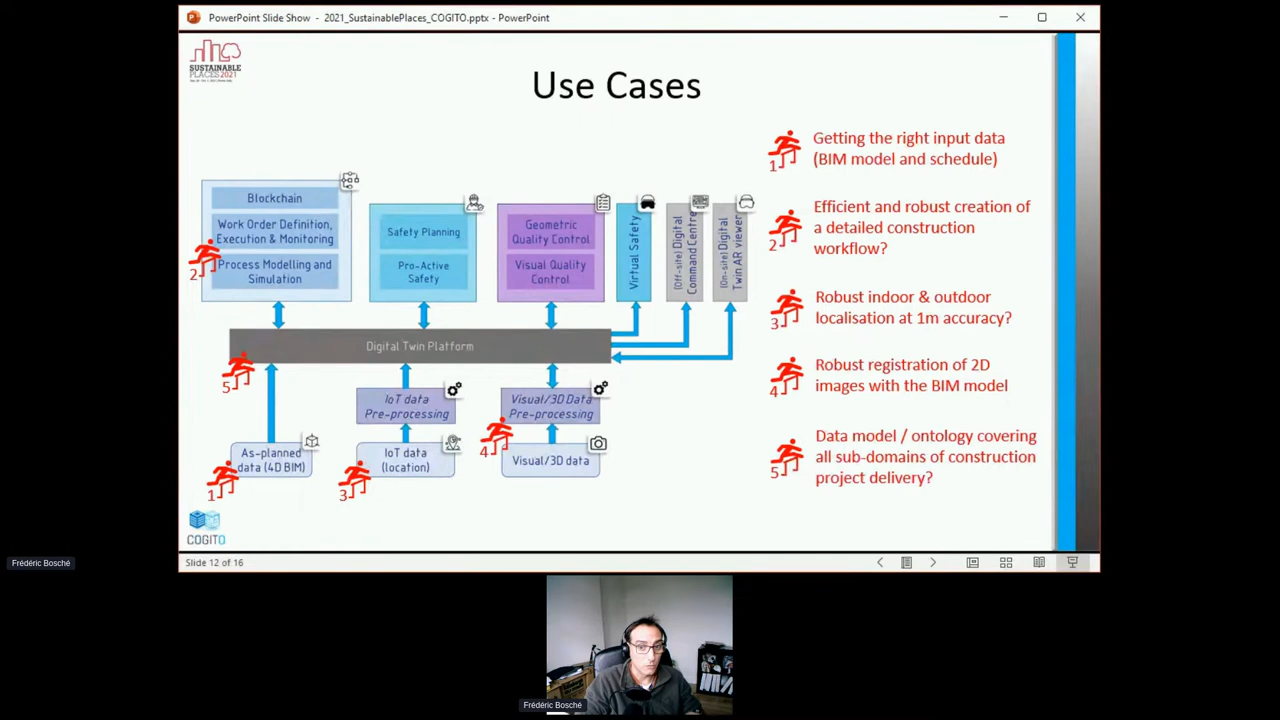 PowerPoint Slide Show - 2021_SustainablePlaces_COGITO.pptx - PowerPoint
SUSTAINABLE
PLACES 2021
Use Cases
Blockchain
Work Order Definition,
Execution & Monitoring
Process Modelling and
Simulation
2
Safety Planning
Pro-Active
Safety
Geometric
Quality Control
Visual Quality
Control
Virtual Safety
(Off-site) Digital
Command Centre
(On-site) Digital
Twin AR viewer
Digital Twin Platform
5
IoT data
Pre-processing
Visual/3D Data
Pre-processing
4
As-planned
data (4D BIM)
1
IoT data
(location)
3
Visual/3D data
1
Getting the right input data
(BIM model and schedule)
2
Efficient and robust creation of
a detailed construction
workflow?
3
Robust indoor & outdoor
localisation at 1m accuracy?
4
Robust registration of 2D
images with the BIM model
5
Data model / ontology covering
all sub-domains of construction
project delivery?
COGITO
Slide 12 of 16
Frédéric Bosché
Frédéric Bosché